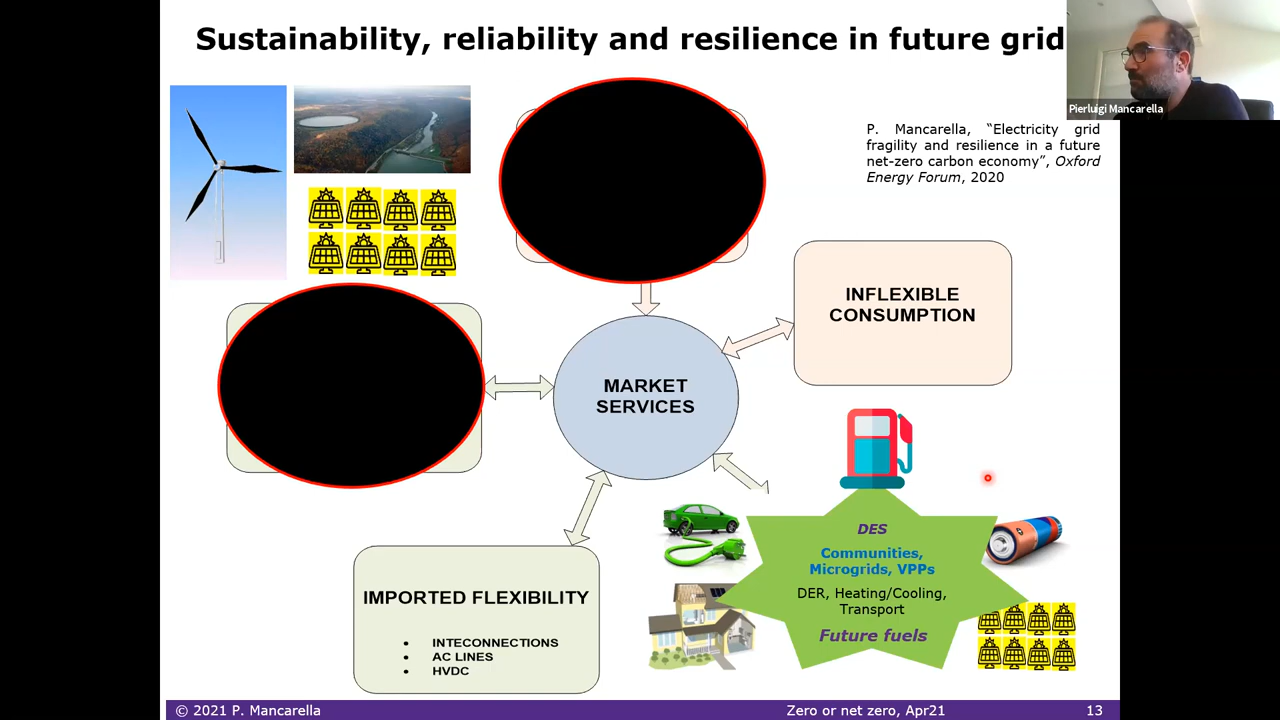 Sustainability, reliability and resilience in future grid
Pierluigi Mancarella
P. Mancarella, “Electricity grid
fragility and resilience in a future
net-zero carbon economy”, Oxford
Energy Forum, 2020
INFLEXIBLE
CONSUMPTION
MARKET
SERVICES
DES
Communities,
Microgrids, VPPs
DER, Heating/Cooling,
Transport
Future fuels
IMPORTED FLEXIBILITY
• INTECONNECTIONS
• AC LINES
• HVDC
© 2021 P. Mancarella
Zero or net zero, Apr21
13